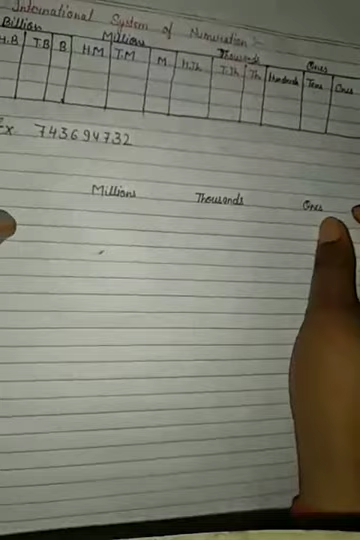 International System of Numeration :-
Billion Millions Thousands Ones
H.B T.B B H.M T.M M H.Th T.Th Th Hundreds Tens Ones
Ex 743694732
Millions Thousands Ones